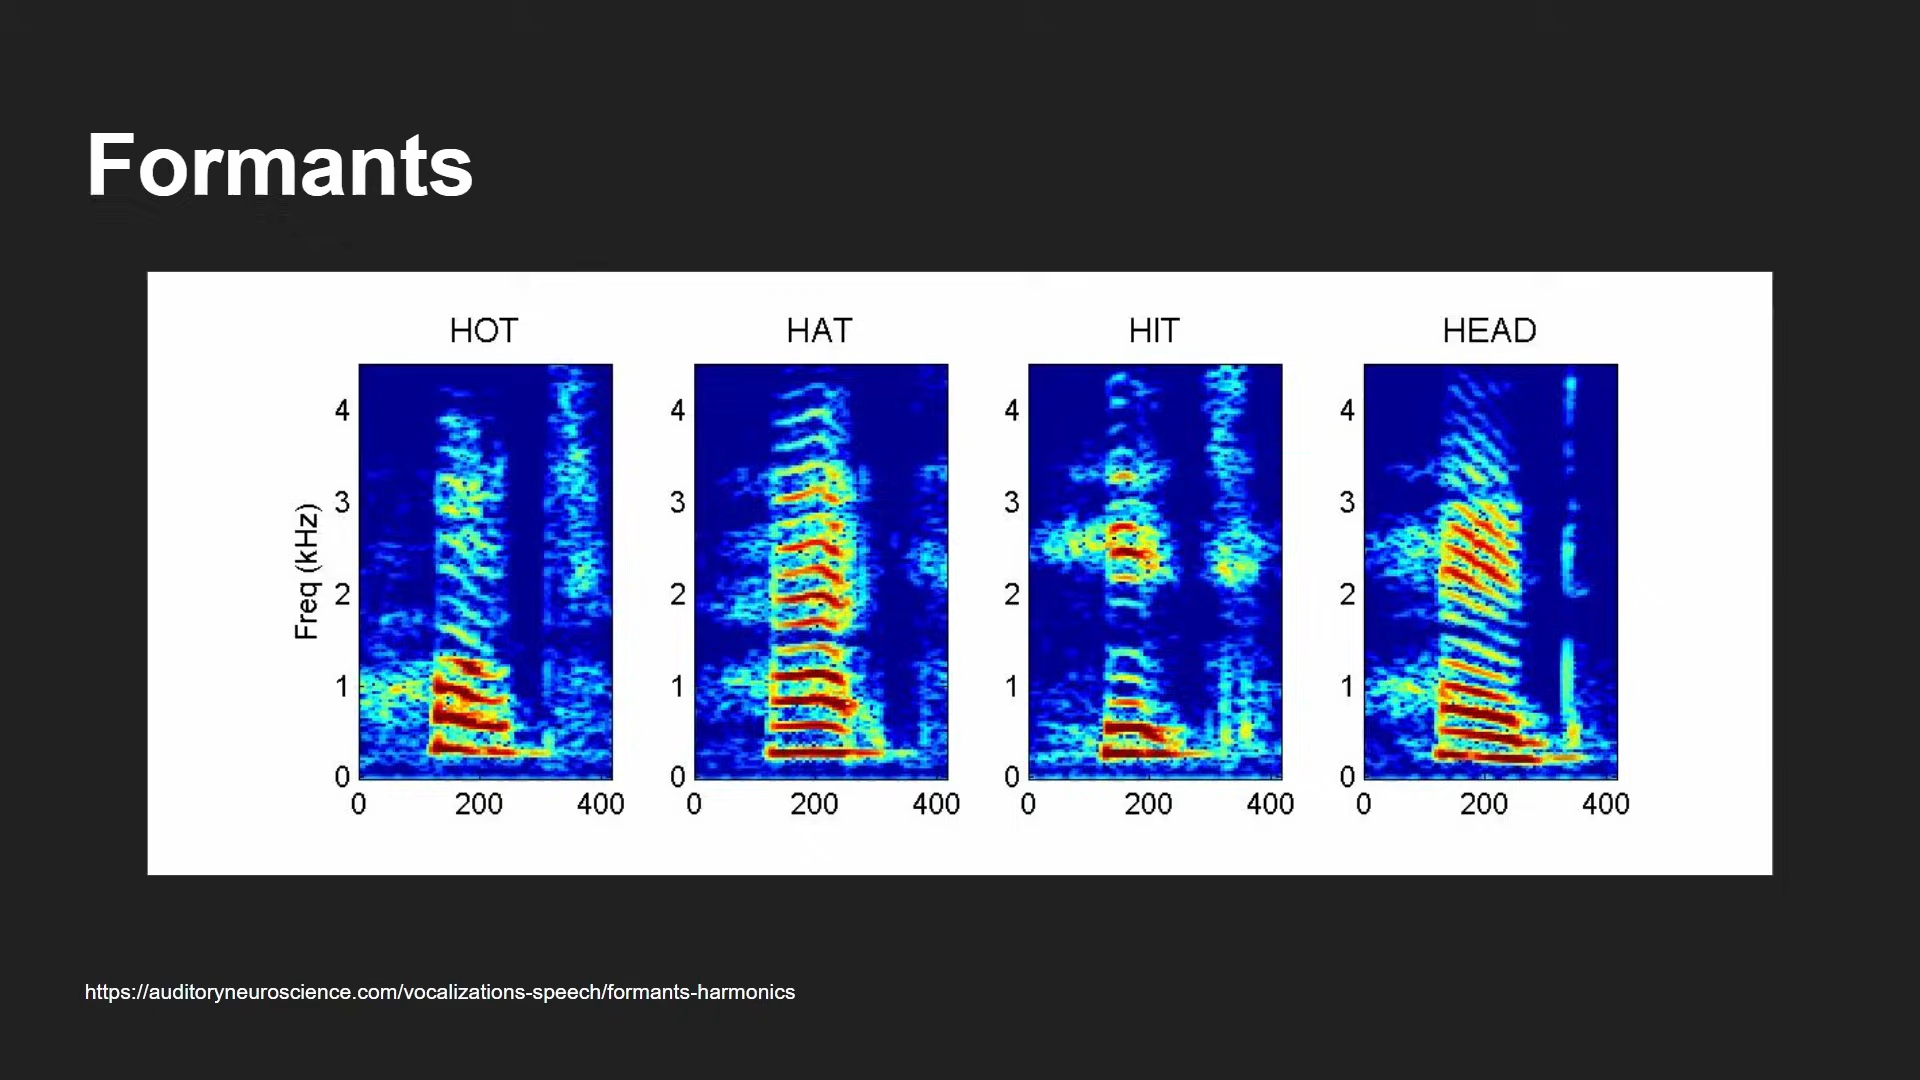 Formants
HOT HAT HIT HEAD
Freq (kHz)
4 3 2 1 0
0 200 400
4 3 2 1 0
0 200 400
4 3 2 1 0
0 200 400
4 3 2 1 0
0 200 400
https://auditoryneuroscience.com/vocalizations-speech/formants-harmonics